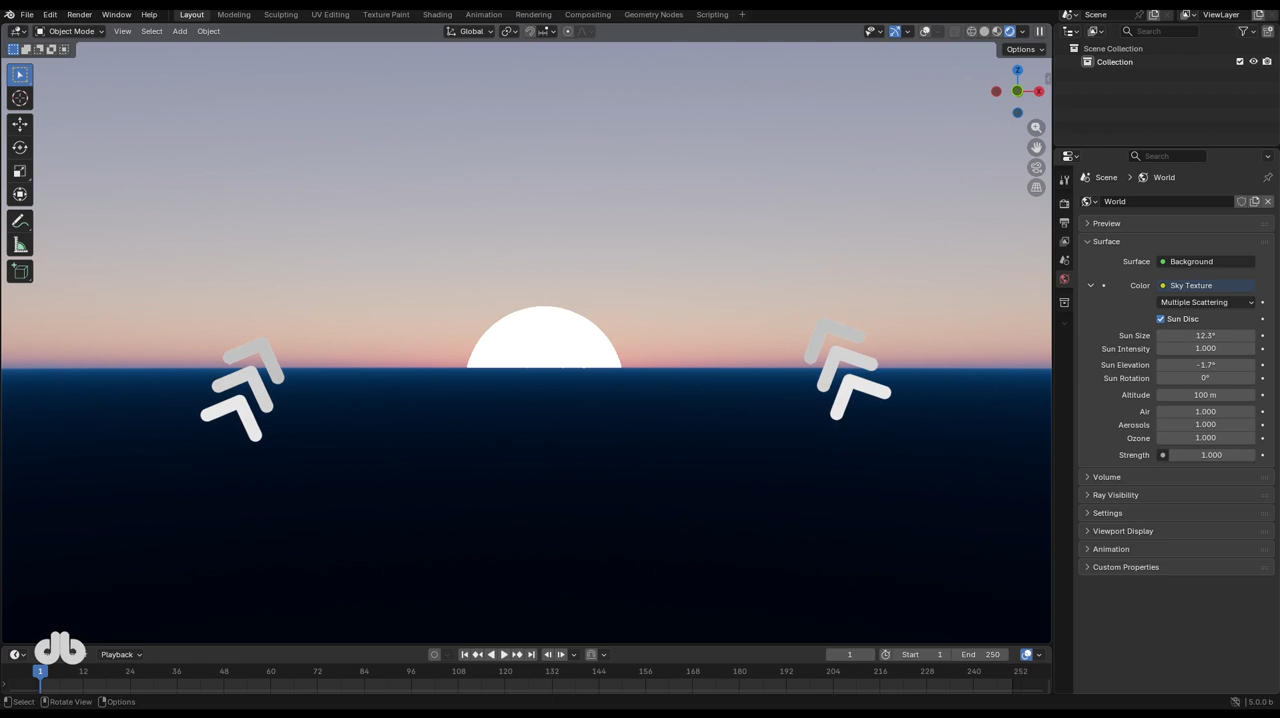 File Edit Render Window Help Layout Modeling Sculpting UV Editing Texture Paint Shading Animation Rendering Compositing Geometry Nodes Scripting + Scene ViewLayer
Object Mode View Select Add Object Global Search
Options
Scene Collection
Collection
Z
X
Search
Scene > World
World
Preview
Surface
Surface Background
Color Sky Texture
Multiple Scattering
Sun Disc
Sun Size 12.3°
Sun Intensity 1.000
Sun Elevation -1.7°
Sun Rotation 0°
Altitude 100 m
Air 1.000
Aerosols 1.000
Ozone 1.000
Strength 1.000
Volume
Ray Visibility
Settings
Viewport Display
Animation
Custom Properties
db
Playback 1 Start 1 End 250
1 12 24 36 48 60 72 84 96 108 120 132 144 156 168 180 192 204 216 228 240 252
Select Rotate View Options 5.0.0 b